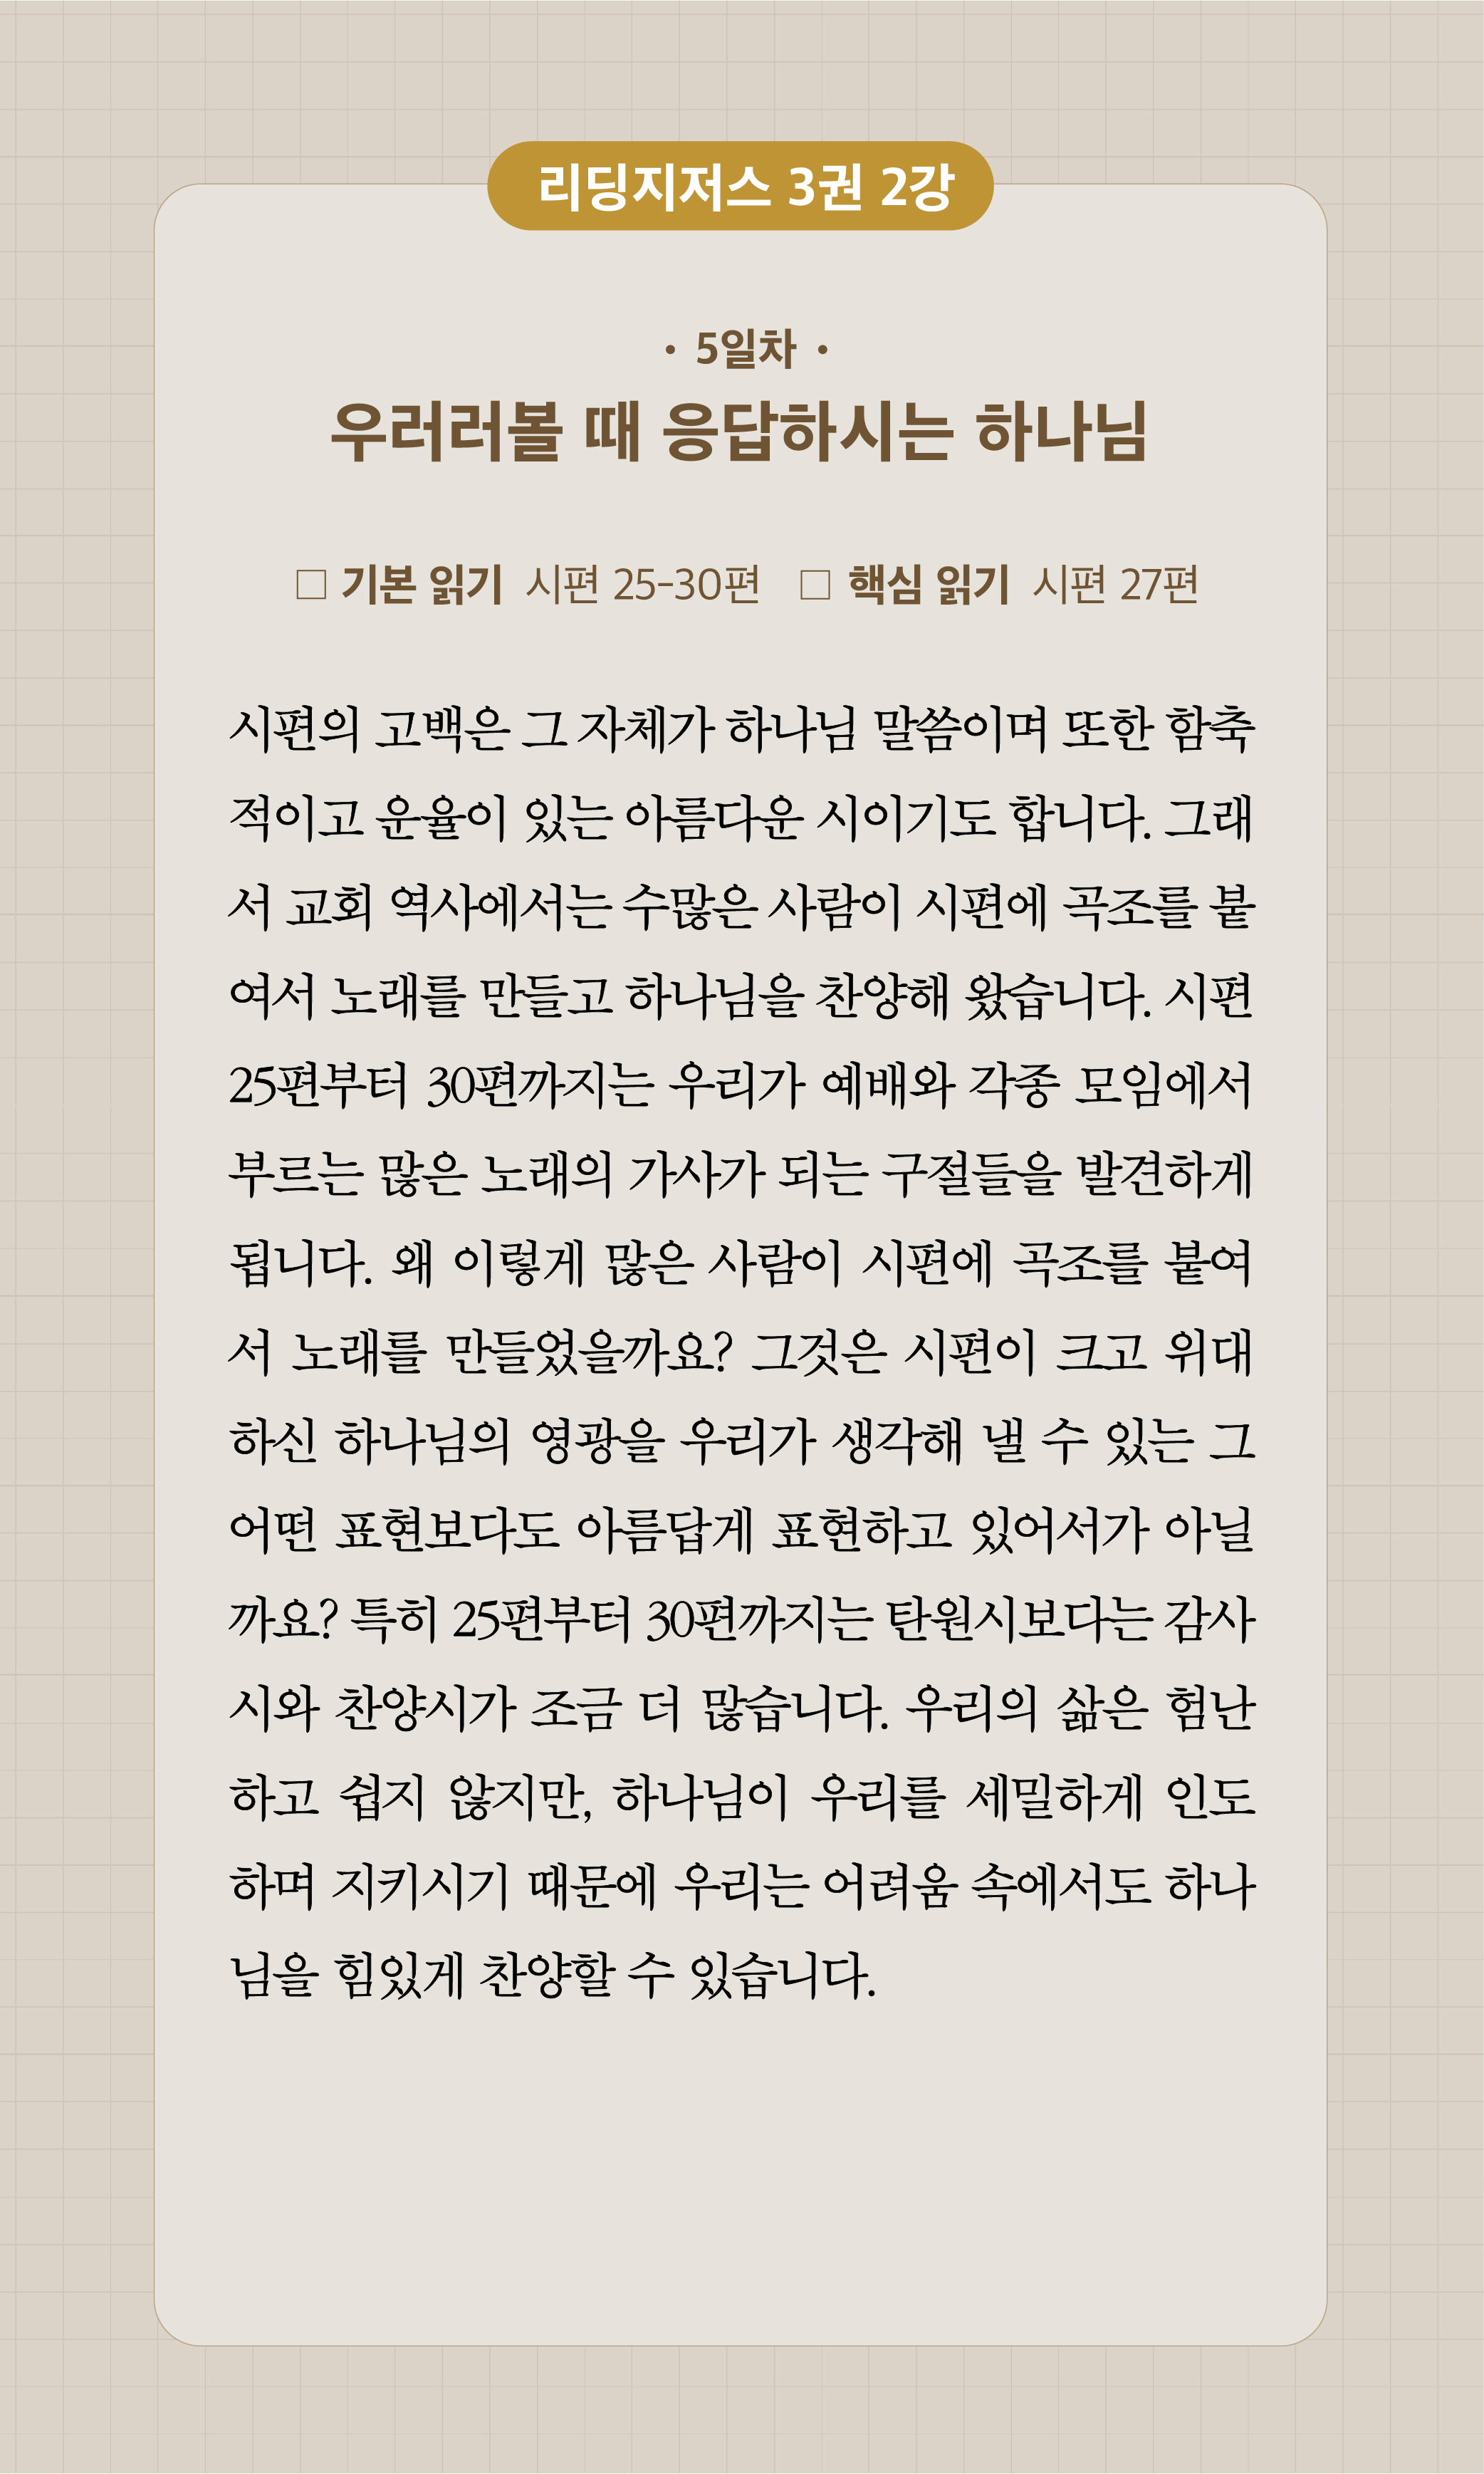 리딩지저스 3권 2강
· 5일차 ·
우러러볼 때 응답하시는 하나님
□ 기본 읽기 시편 25-30편 □ 핵심 읽기 시편 27편
시편의 고백은 그 자체가 하나님 말씀이며 또한 함축
적이고 운율이 있는 아름다운 시이기도 합니다. 그래
서 교회 역사에서는 수많은 사람이 시편에 곡조를 붙
여서 노래를 만들고 하나님을 찬양해 왔습니다. 시편
25편부터 30편까지는 우리가 예배와 각종 모임에서
부르는 많은 노래의 가사가 되는 구절들을 발견하게
됩니다. 왜 이렇게 많은 사람이 시편에 곡조를 붙여
서 노래를 만들었을까요? 그것은 시편이 크고 위대
하신 하나님의 영광을 우리가 생각해 낼 수 있는 그
어떤 표현보다도 아름답게 표현하고 있어서가 아닐
까요? 특히 25편부터 30편까지는 탄원시보다는 감사
시와 찬양시가 조금 더 많습니다. 우리의 삶은 험난
하고 쉽지 않지만, 하나님이 우리를 세밀하게 인도
하며 지키시기 때문에 우리는 어려움 속에서도 하나
님을 힘있게 찬양할 수 있습니다.